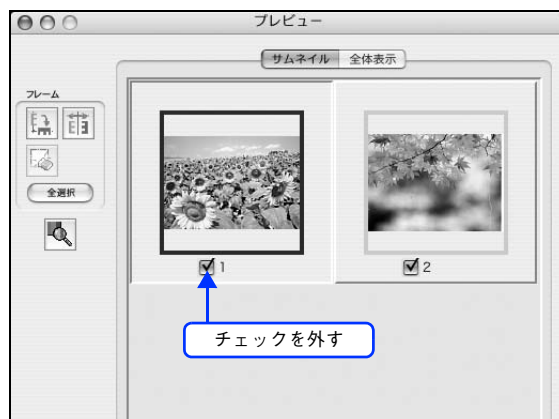 プレビュー
サムネイル 全体表示
フレーム
全選択
1
2
チェックを外す